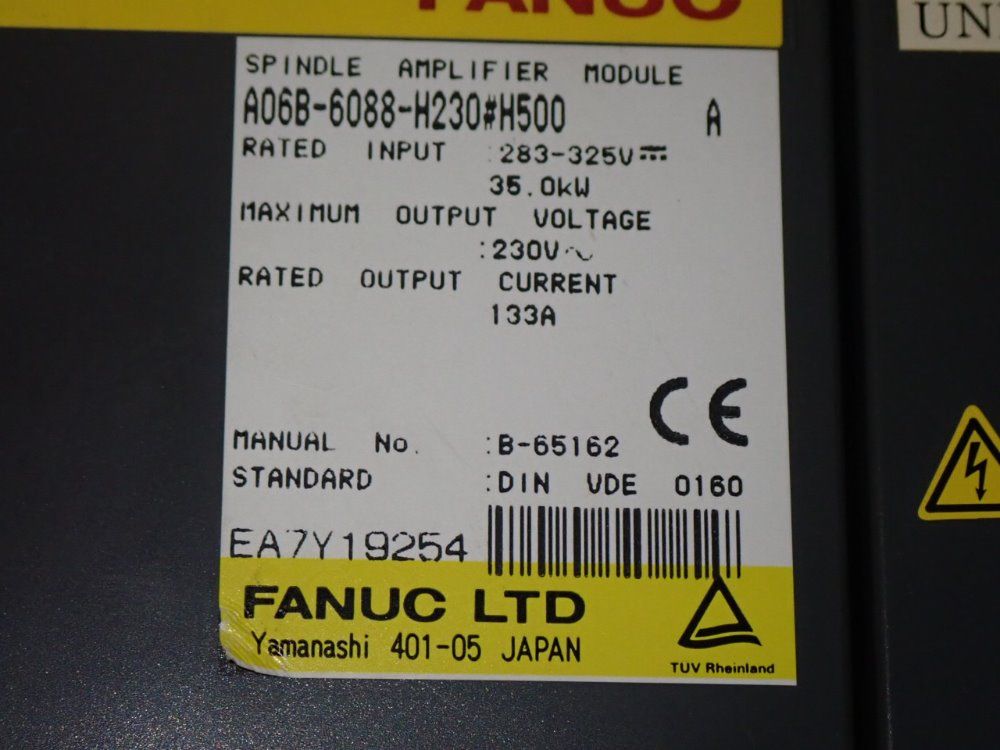 FANUC
SPINDLE AMPLIFIER MODULE
A06B-6088-H230#H500 A
RATED INPUT :283-325V⎓
35.0kW
MAXIMUM OUTPUT VOLTAGE
:230V~
RATED OUTPUT CURRENT
133A
CE
MANUAL No. :B-65162
STANDARD :DIN VDE 0160
EA7Y19254
FANUC LTD
Yamanashi 401-05 JAPAN
TUV Rheinland